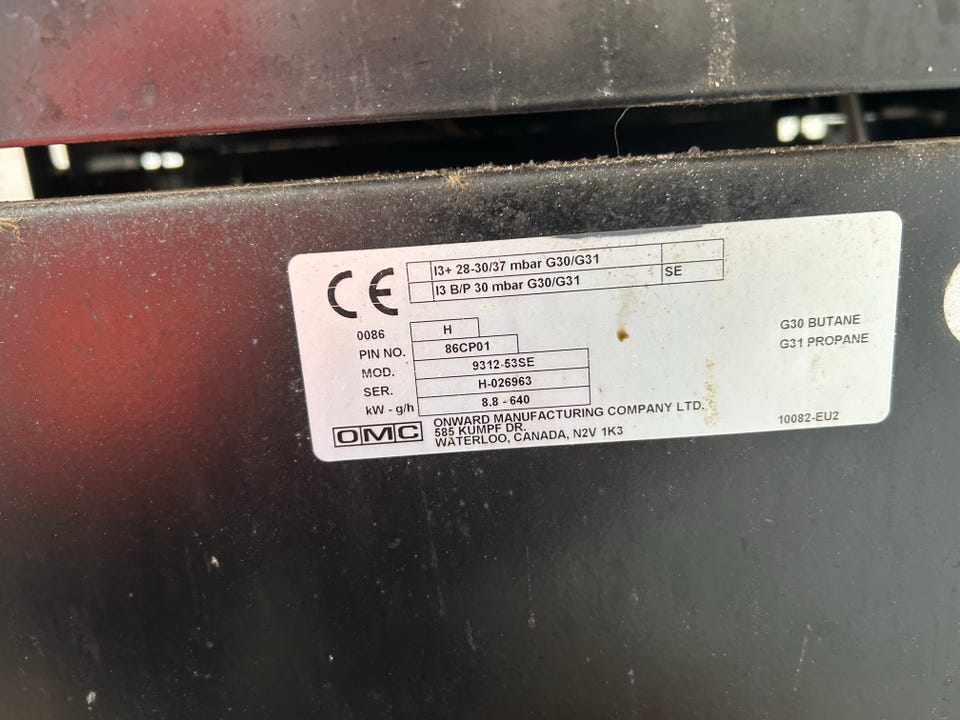 CE
I3+ 28-30/37 mbar G30/G31
I3 B/P 30 mbar G30/G31 SE
0086 H
PIN NO. 86CP01
MOD. 9312-53SE
SER. H-026963
kW - g/h 8.8 - 640
G30 BUTANE
G31 PROPANE
OMC
ONWARD MANUFACTURING COMPANY LTD.
585 KUMPF DR.
WATERLOO, CANADA, N2V 1K3
10082-EU2